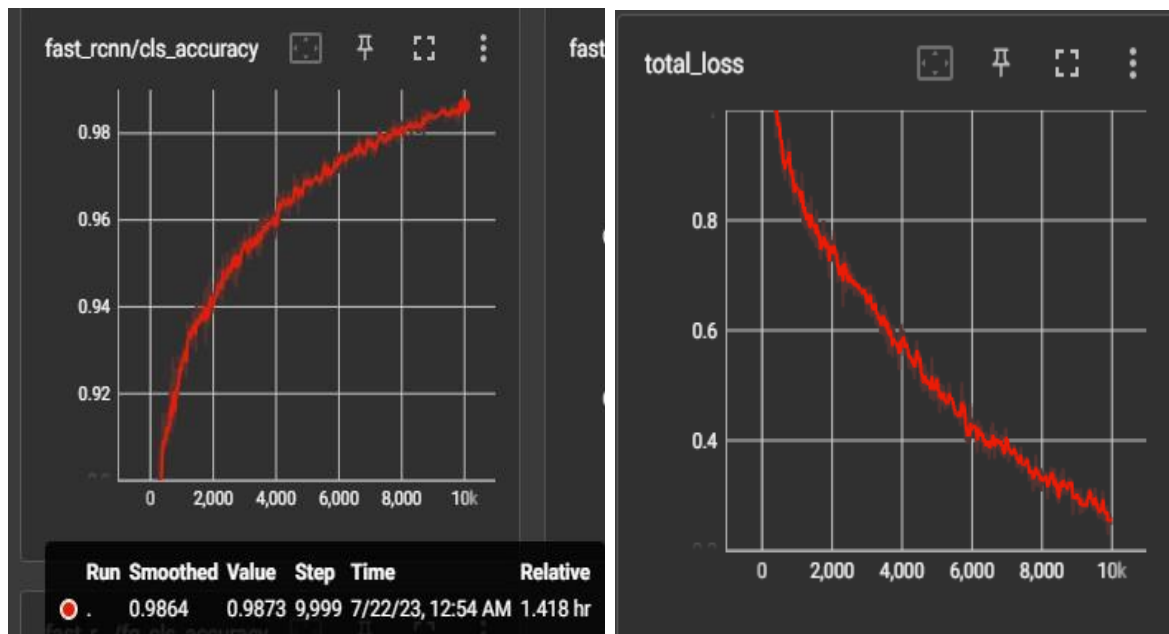 fast_rcnn/cls_accuracy
0.98
0.96
0.94
0.92
0 2,000 4,000 6,000 8,000 10k
Run Smoothed Value Step Time Relative
. 0.9864 0.9873 9,999 7/22/23, 12:54 AM 1.418 hr
fast
total_loss
0.8
0.6
0.4
0 2,000 4,000 6,000 8,000 10k